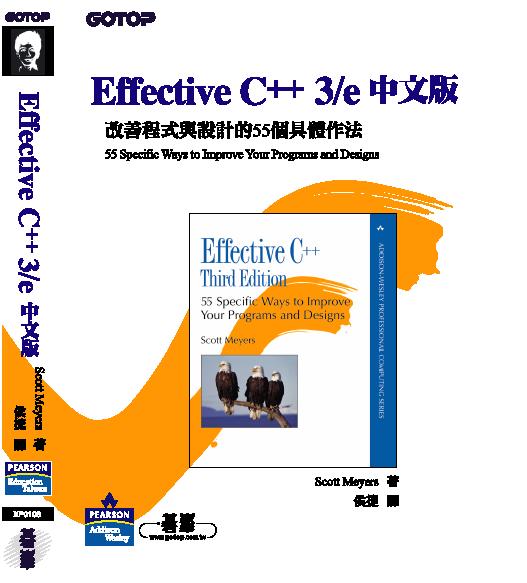 GOTOP
Effective C++ 3/e 中文版
Scott Meyers 著
侯捷 譯
PEARSON
Education
Taiwan
碁峯
GOTOP
Effective C++ 3/e 中文版
改善程式與設計的55個具體作法
55 Specific Ways to Improve Your Programs and Designs
Effective C++
Third Edition
55 Specific Ways to Improve
Your Programs and Designs
Scott Meyers
ADDISON-WESLEY PROFESSIONAL COMPUTING SERIES
Scott Meyers 著
侯捷 譯
PEARSON
Addison
Wesley
碁峯
www.gotop.com.tw